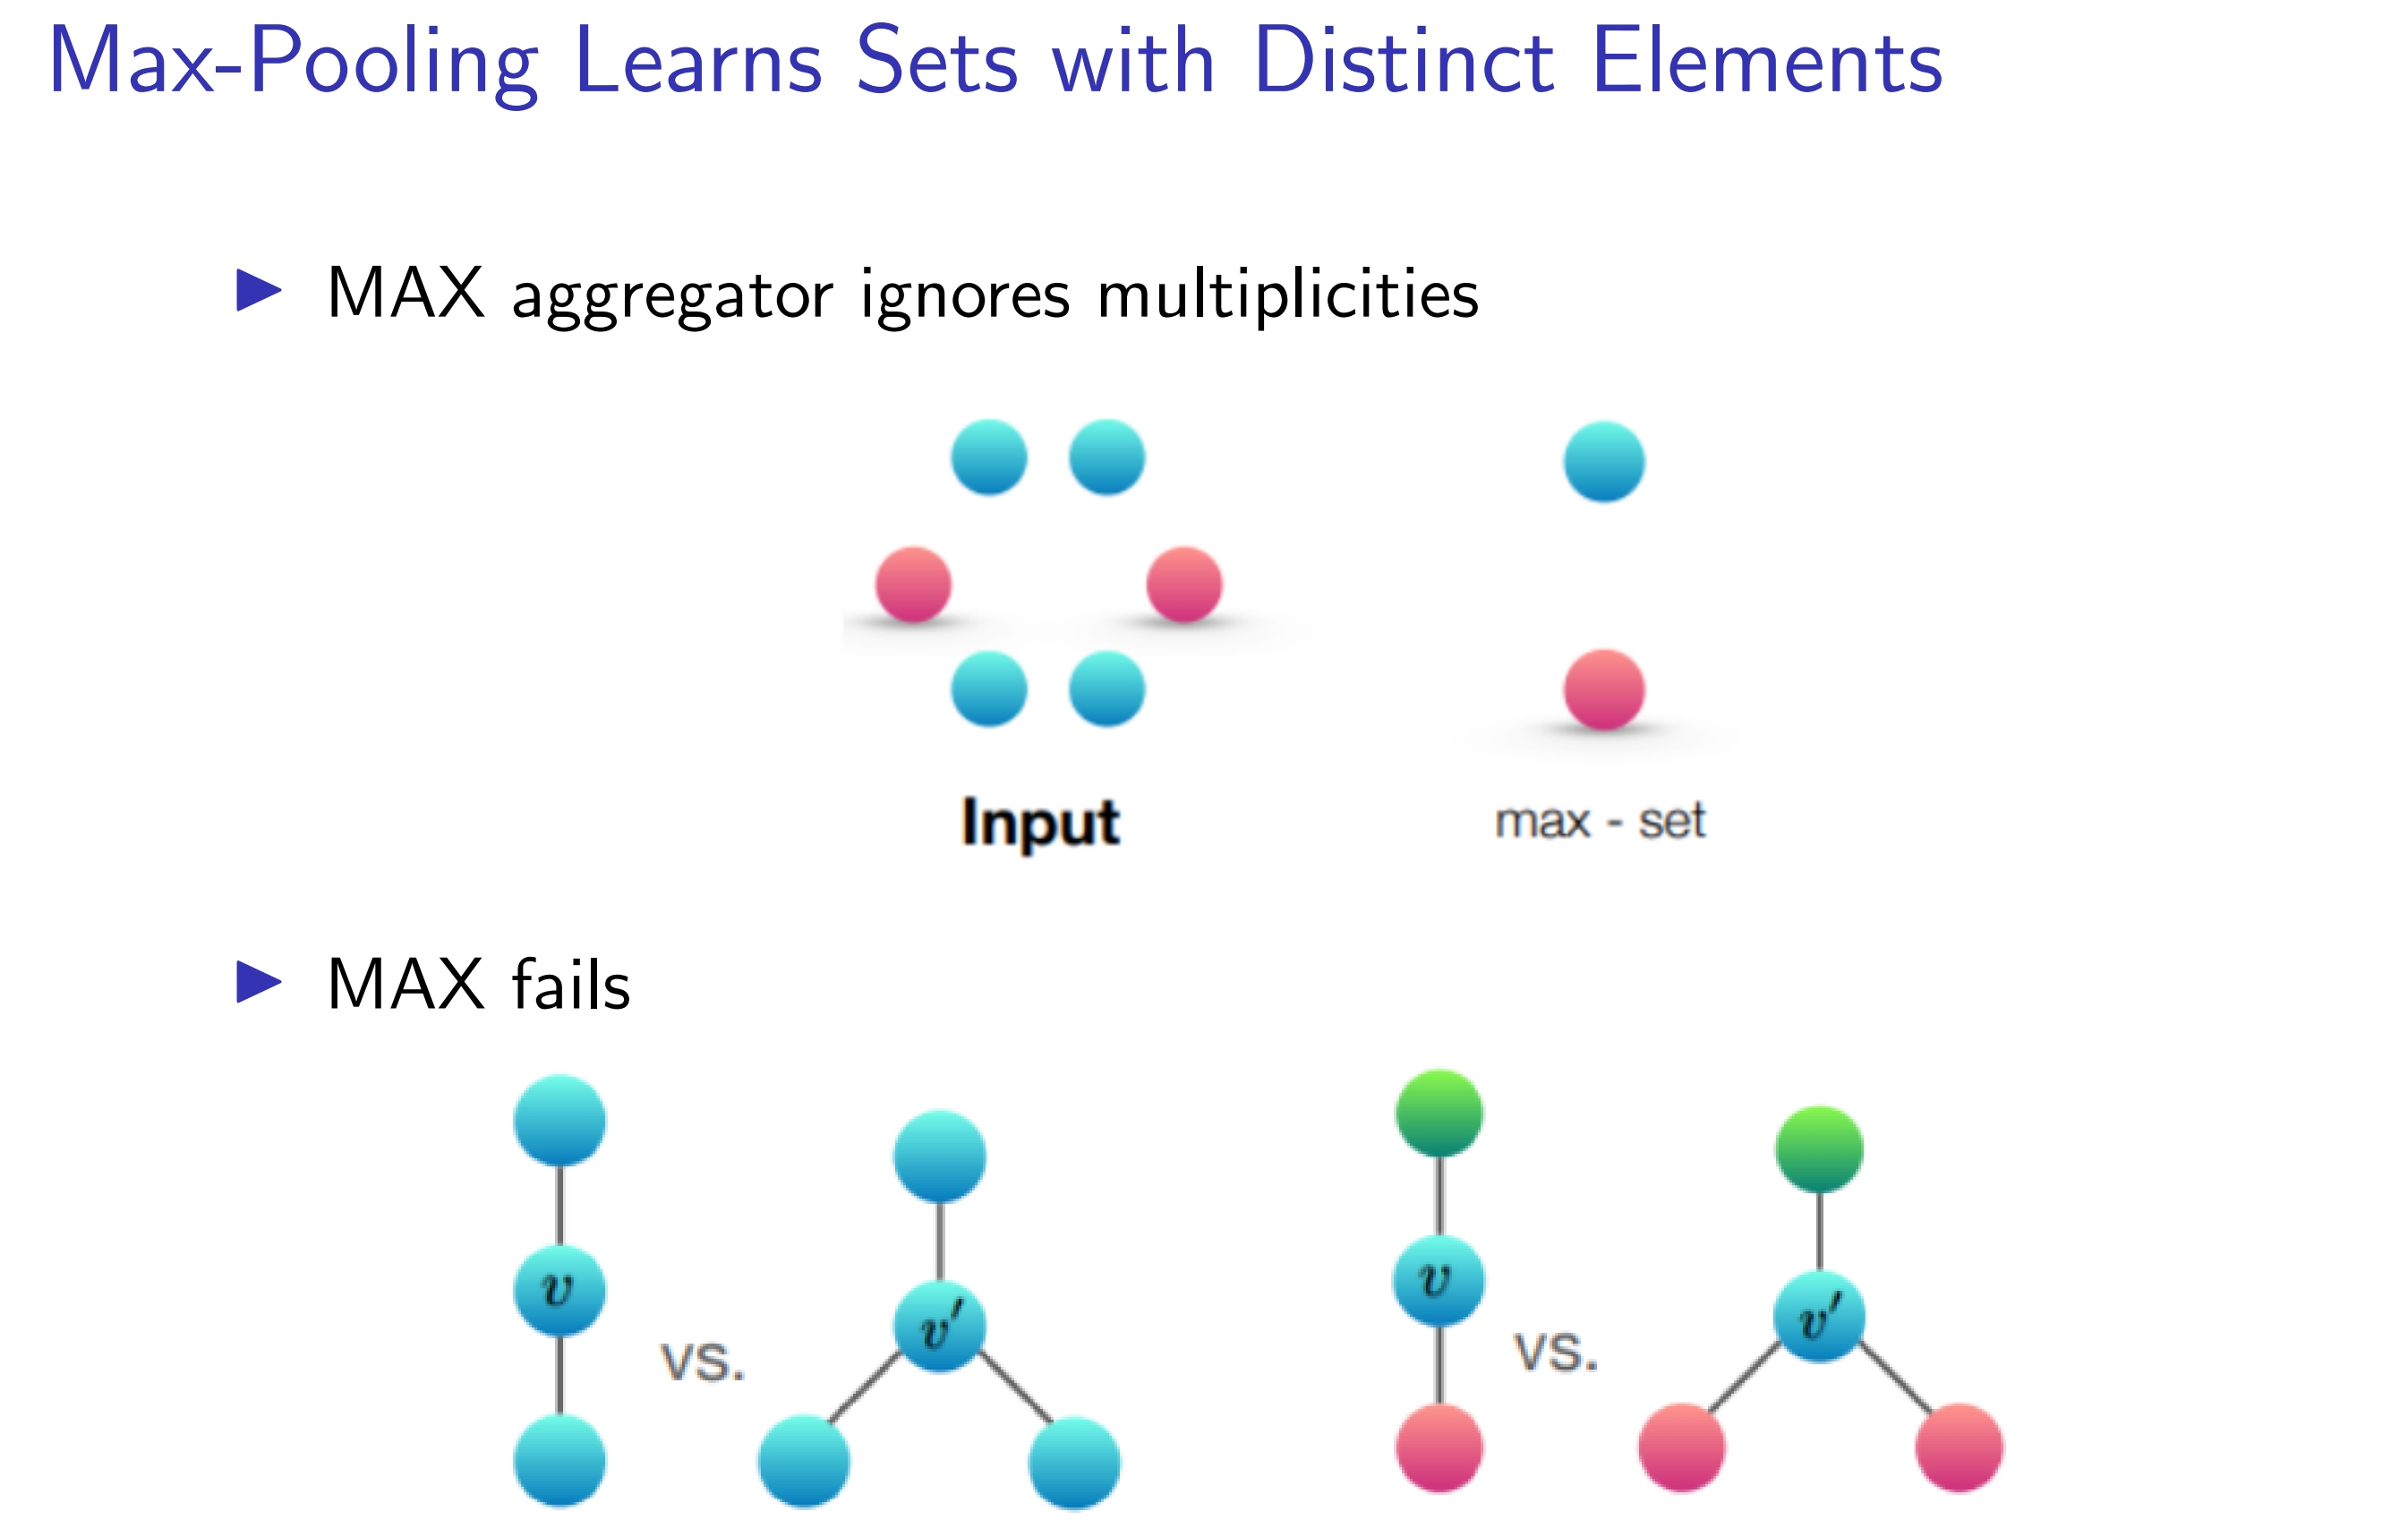 Max-Pooling Learns Sets with Distinct Elements
MAX aggregator ignores multiplicities
Input
max - set
MAX fails
v
vs.
v′
v
vs.
v′